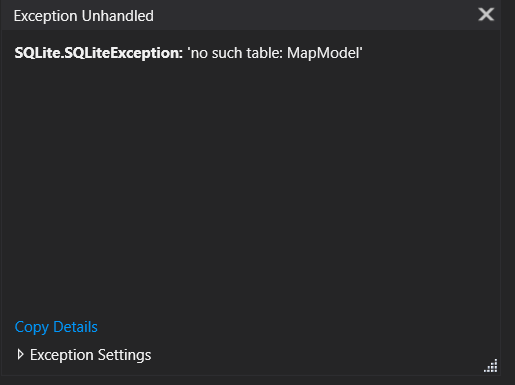 Exception Unhandled
SQLite.SQLiteException: 'no such table: MapModel'
Copy Details
Exception Settings